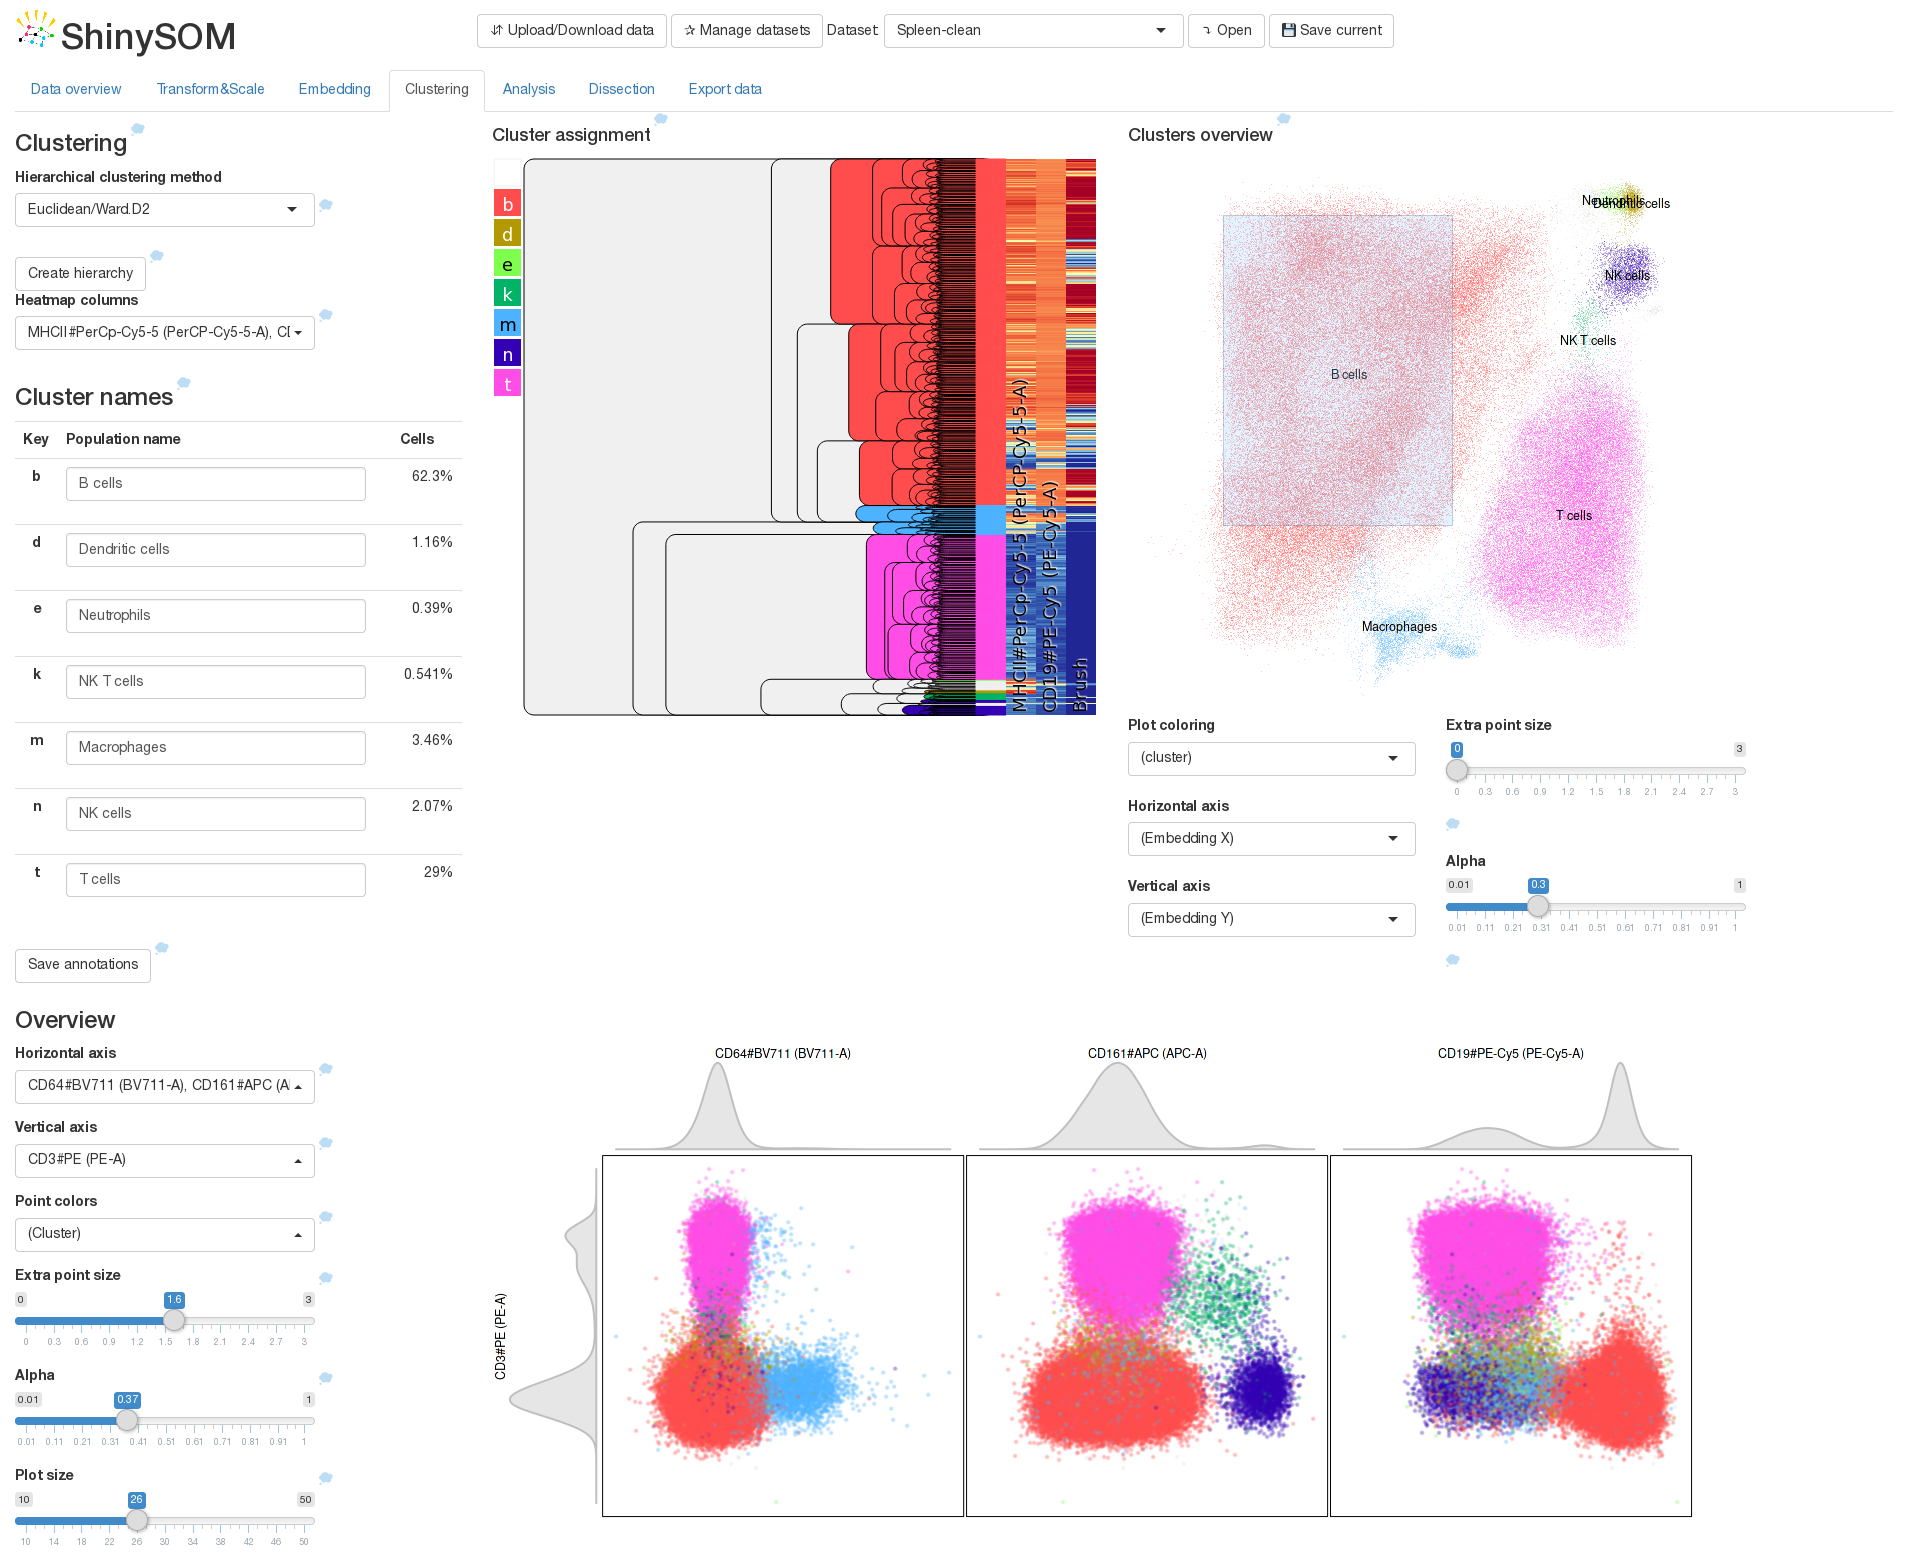 ShinySOM
⇵ Upload/Download data
☆ Manage datasets
Dataset
Spleen-clean
⤵ Open
💾 Save current
Data overview
Transform&Scale
Embedding
Clustering
Analysis
Dissection
Export data
Clustering
Hierarchical clustering method
Euclidean/Ward.D2
Create hierarchy
Heatmap columns
MHCII#PerCp-Cy5-5 (PerCP-Cy5-5-A), CD
Cluster names
Key Population name Cells
b B cells 62.3%
d Dendritic cells 1.16%
e Neutrophils 0.39%
k NK T cells 0.541%
m Macrophages 3.46%
n NK cells 2.07%
t T cells 29%
Save annotations
Cluster assignment
b
d
e
k
m
n
t
MHCII#PerCp-Cy5-5 (PerCP-Cy5-5-A)
CD19#PE-Cy5 (PE-Cy5-A)
Brush
Clusters overview
Neutrophils
Dendritic cells
NK cells
NK T cells
B cells
T cells
Macrophages
Plot coloring
(cluster)
Horizontal axis
(Embedding X)
Vertical axis
(Embedding Y)
Extra point size
0 3
0 0.3 0.6 0.9 1.2 1.5 1.8 2.1 2.4 2.7 3
Alpha
0.01 0.3 1
0.01 0.11 0.21 0.31 0.41 0.51 0.61 0.71 0.81 0.91 1
Overview
Horizontal axis
CD64#BV711 (BV711-A), CD161#APC (A
Vertical axis
CD3#PE (PE-A)
Point colors
(Cluster)
Extra point size
0 1.6 3
0 0.3 0.6 0.9 1.2 1.5 1.8 2.1 2.4 2.7 3
Alpha
0.01 0.37 1
0.01 0.11 0.21 0.31 0.41 0.51 0.61 0.71 0.81 0.91 1
Plot size
10 26 50
10 14 18 22 26 30 34 38 42 46 50
CD64#BV711 (BV711-A)
CD161#APC (APC-A)
CD19#PE-Cy5 (PE-Cy5-A)
CD3#PE (PE-A)